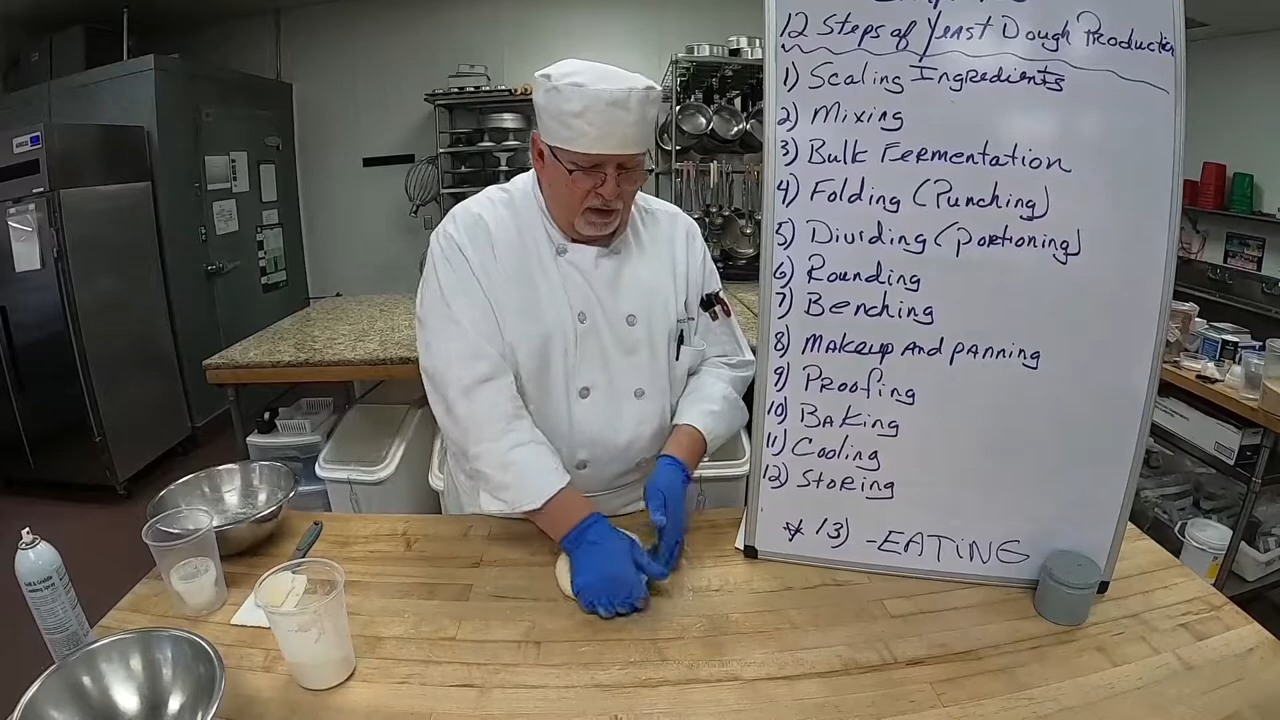 12 Steps of Yeast Dough Production
1) Scaling Ingredients
2) Mixing
3) Bulk Fermentation
4) Folding (Punching)
5) Dividing (Portioning)
6) Rounding
7) Benching
8) Makeup And Panning
9) Proofing
10) Baking
11) Cooling
12) Storing
* 13) -EATING